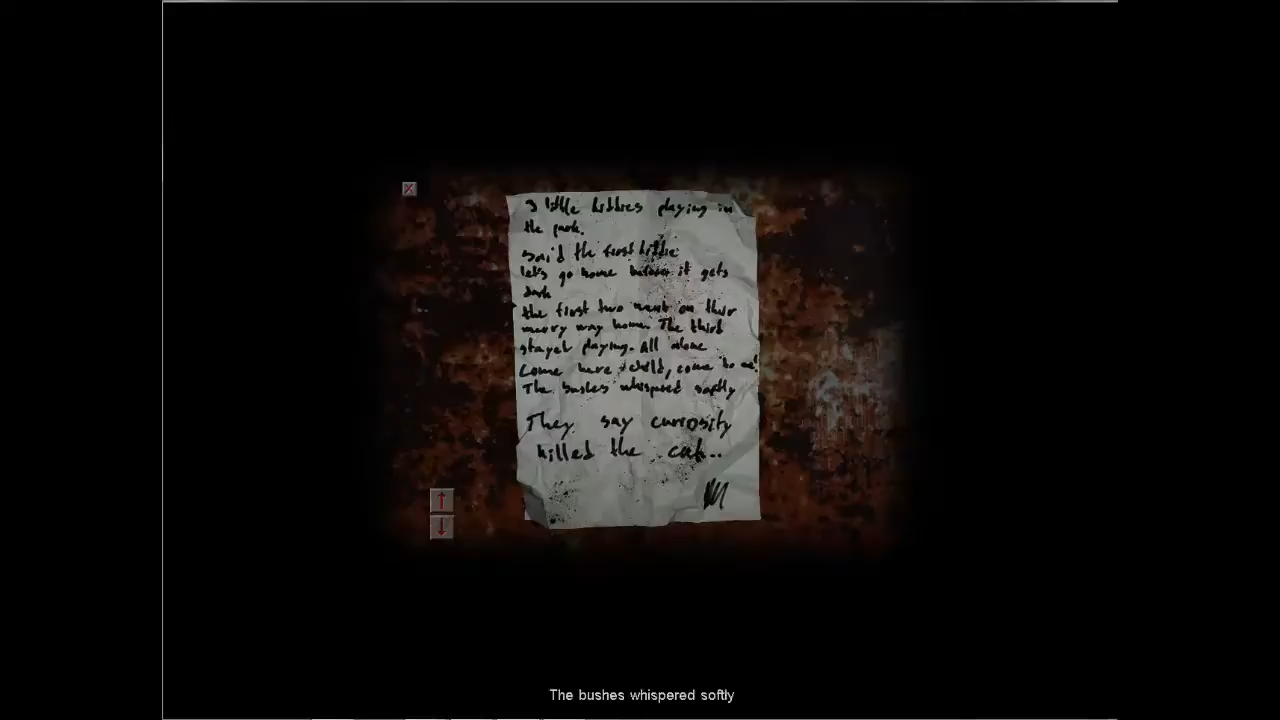 3 little kiddies playing in
the park.
said the first kiddie
let's go home before it gets
dark
the first two went on their
merry way home. The third
stayed playing. All alone
Come here child, come to me!
The bushes whispered softly
They say curiosity
killed the cat...
The bushes whispered softly